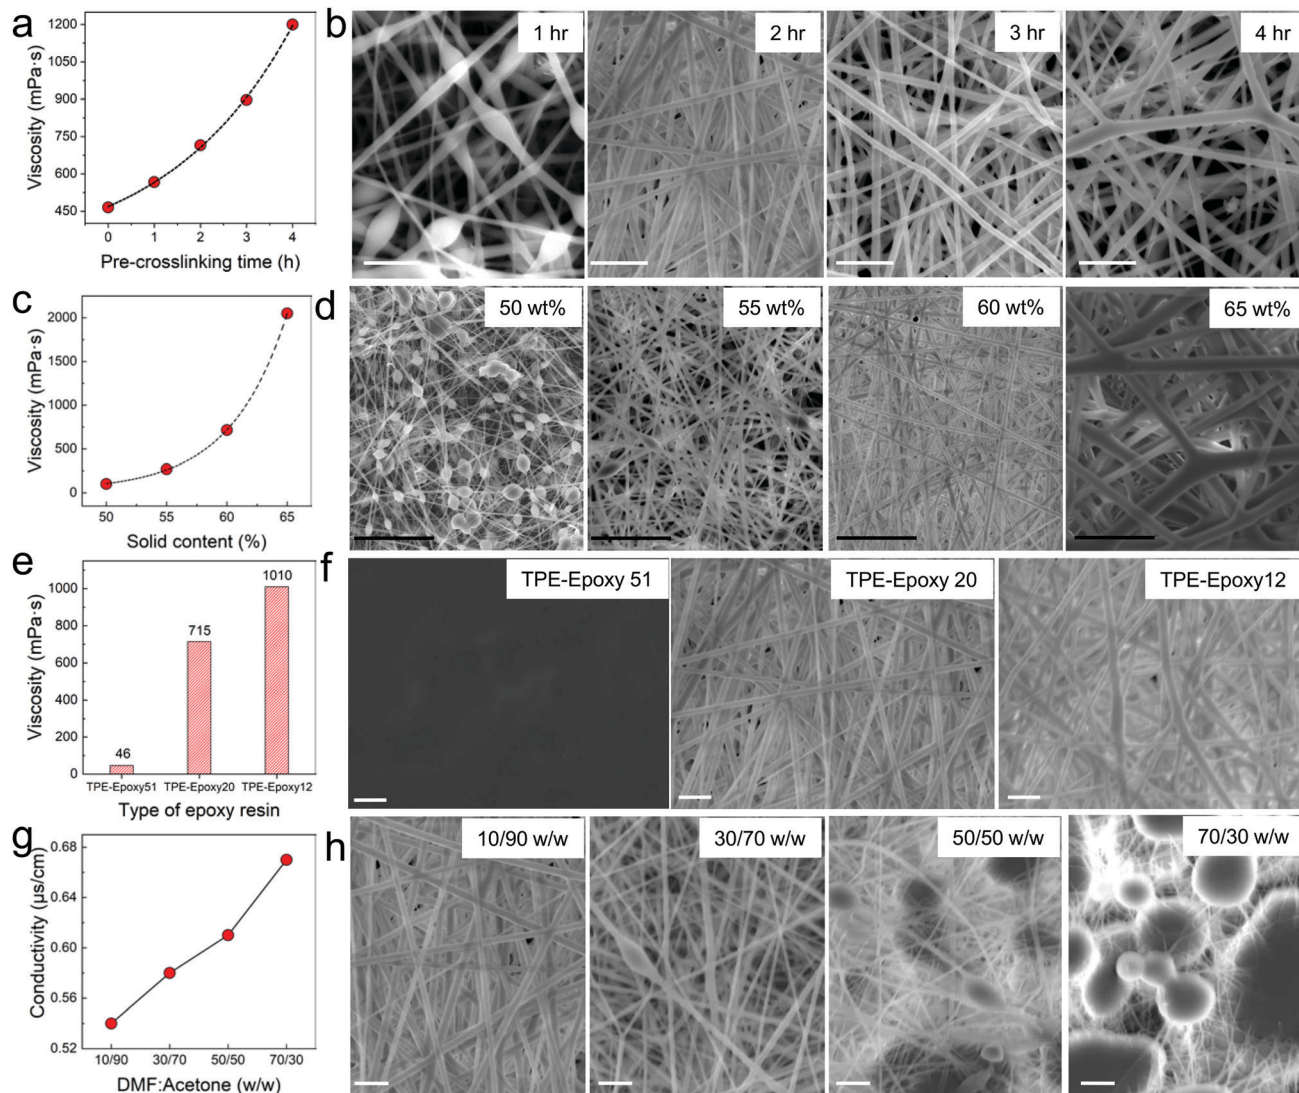 a
1200
1050
900
750
600
450
Viscosity (mPa·s)
0 1 2 3 4
Pre-crosslinking time (h)
b
1 hr
2 hr
3 hr
4 hr
c
2000
1500
1000
500
0
Viscosity (mPa·s)
50 55 60 65
Solid content (%)
d
50 wt%
55 wt%
60 wt%
65 wt%
e
1000
800
600
400
200
0
Viscosity (mPa·s)
46
715
1010
TPE-Epoxy51 TPE-Epoxy20 TPE-Epoxy12
Type of epoxy resin
f
TPE-Epoxy 51
TPE-Epoxy 20
TPE-Epoxy12
g
0.68
0.64
0.60
0.56
0.52
Conductivity (μs/cm)
10/90 30/70 50/50 70/30
DMF:Acetone (w/w)
h
10/90 w/w
30/70 w/w
50/50 w/w
70/30 w/w